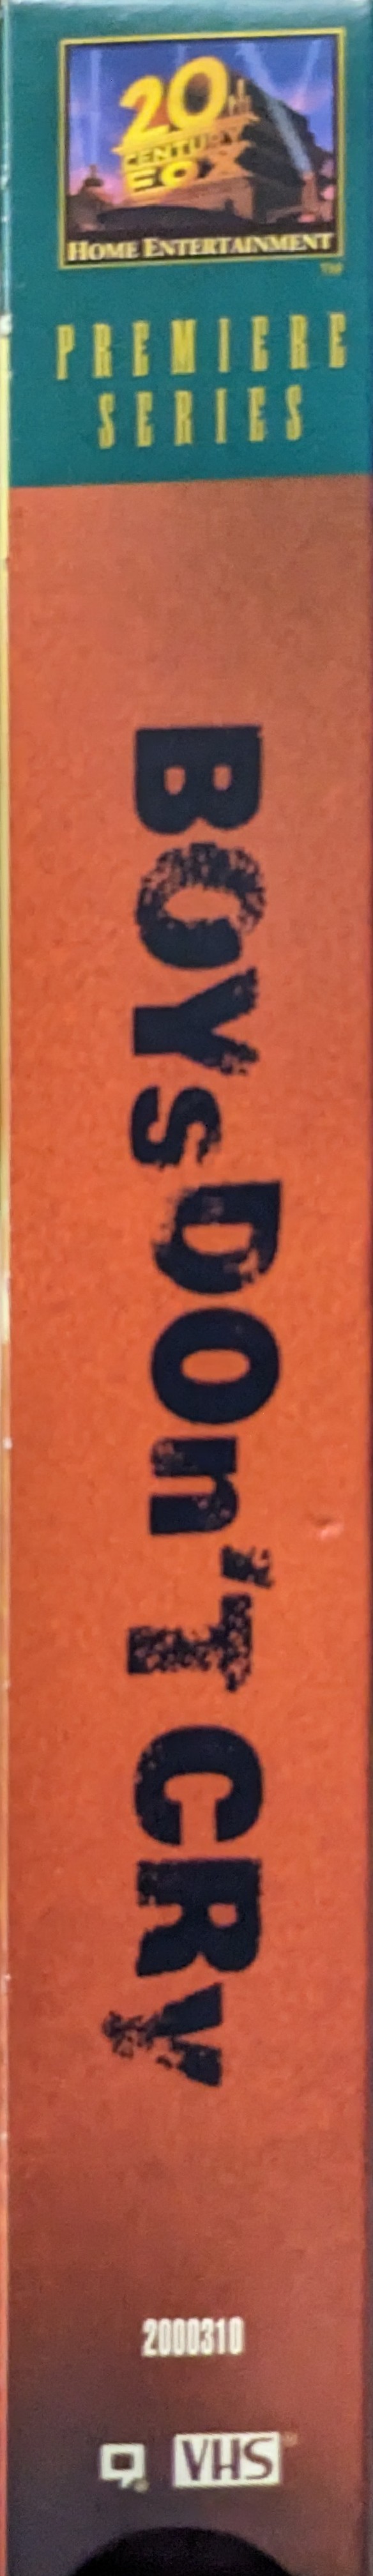 20th
CENTURY
FOX
HOME ENTERTAINMENT
TM
PREMIERE
SERIES
BOYS DOn'T CRY
2000310
VHS